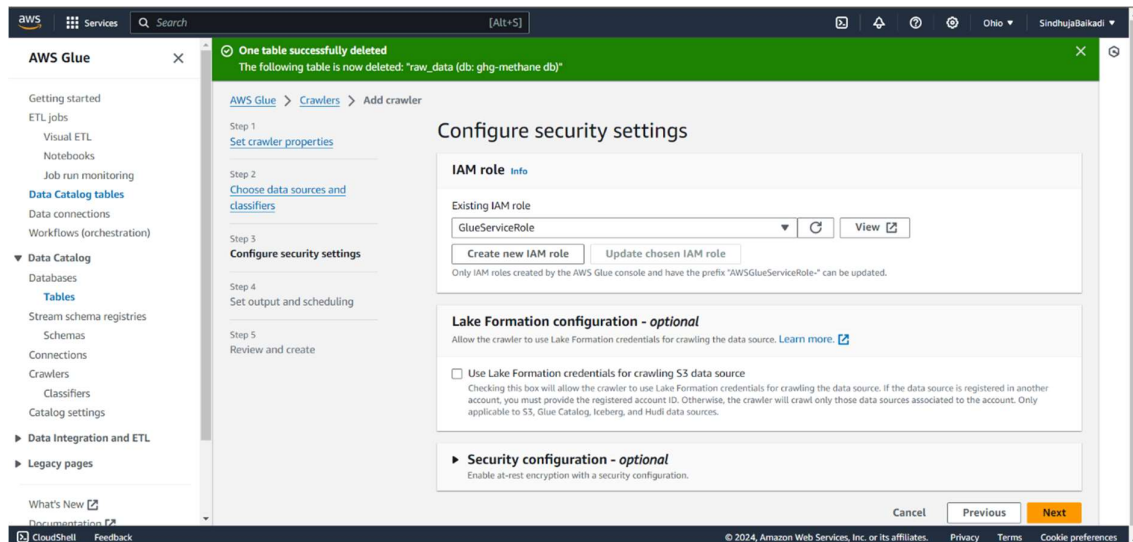 aws Services Search [Alt+S] Ohio SindhujaBaikadi
AWS Glue
Getting started
ETL jobs
Visual ETL
Notebooks
Job run monitoring
Data Catalog tables
Data connections
Workflows (orchestration)
Data Catalog
Databases
Tables
Stream schema registries
Schemas
Connections
Crawlers
Classifiers
Catalog settings
Data Integration and ETL
Legacy pages
What's New
Documentation
One table successfully deleted
The following table is now deleted: "raw_data (db: ghg-methane db)"
AWS Glue > Crawlers > Add crawler
Step 1
Set crawler properties
Step 2
Choose data sources and
classifiers
Step 3
Configure security settings
Step 4
Set output and scheduling
Step 5
Review and create
Configure security settings
IAM role Info
Existing IAM role
GlueServiceRole View
Create new IAM role Update chosen IAM role
Only IAM roles created by the AWS Glue console and have the prefix "AWSGlueServiceRole-" can be updated.
Lake Formation configuration - optional
Allow the crawler to use Lake Formation credentials for crawling the data source. Learn more.
Use Lake Formation credentials for crawling S3 data source
Checking this box will allow the crawler to use Lake Formation credentials for crawling the data source. If the data source is registered in another
account, you must provide the registered account ID. Otherwise, the crawler will crawl only those data sources associated to the account. Only
applicable to S3, Glue Catalog, Iceberg, and Hudi data sources.
Security configuration - optional
Enable at-rest encryption with a security configuration.
Cancel Previous Next
CloudShell Feedback © 2024, Amazon Web Services, Inc. or its affiliates. Privacy Terms Cookie preferences